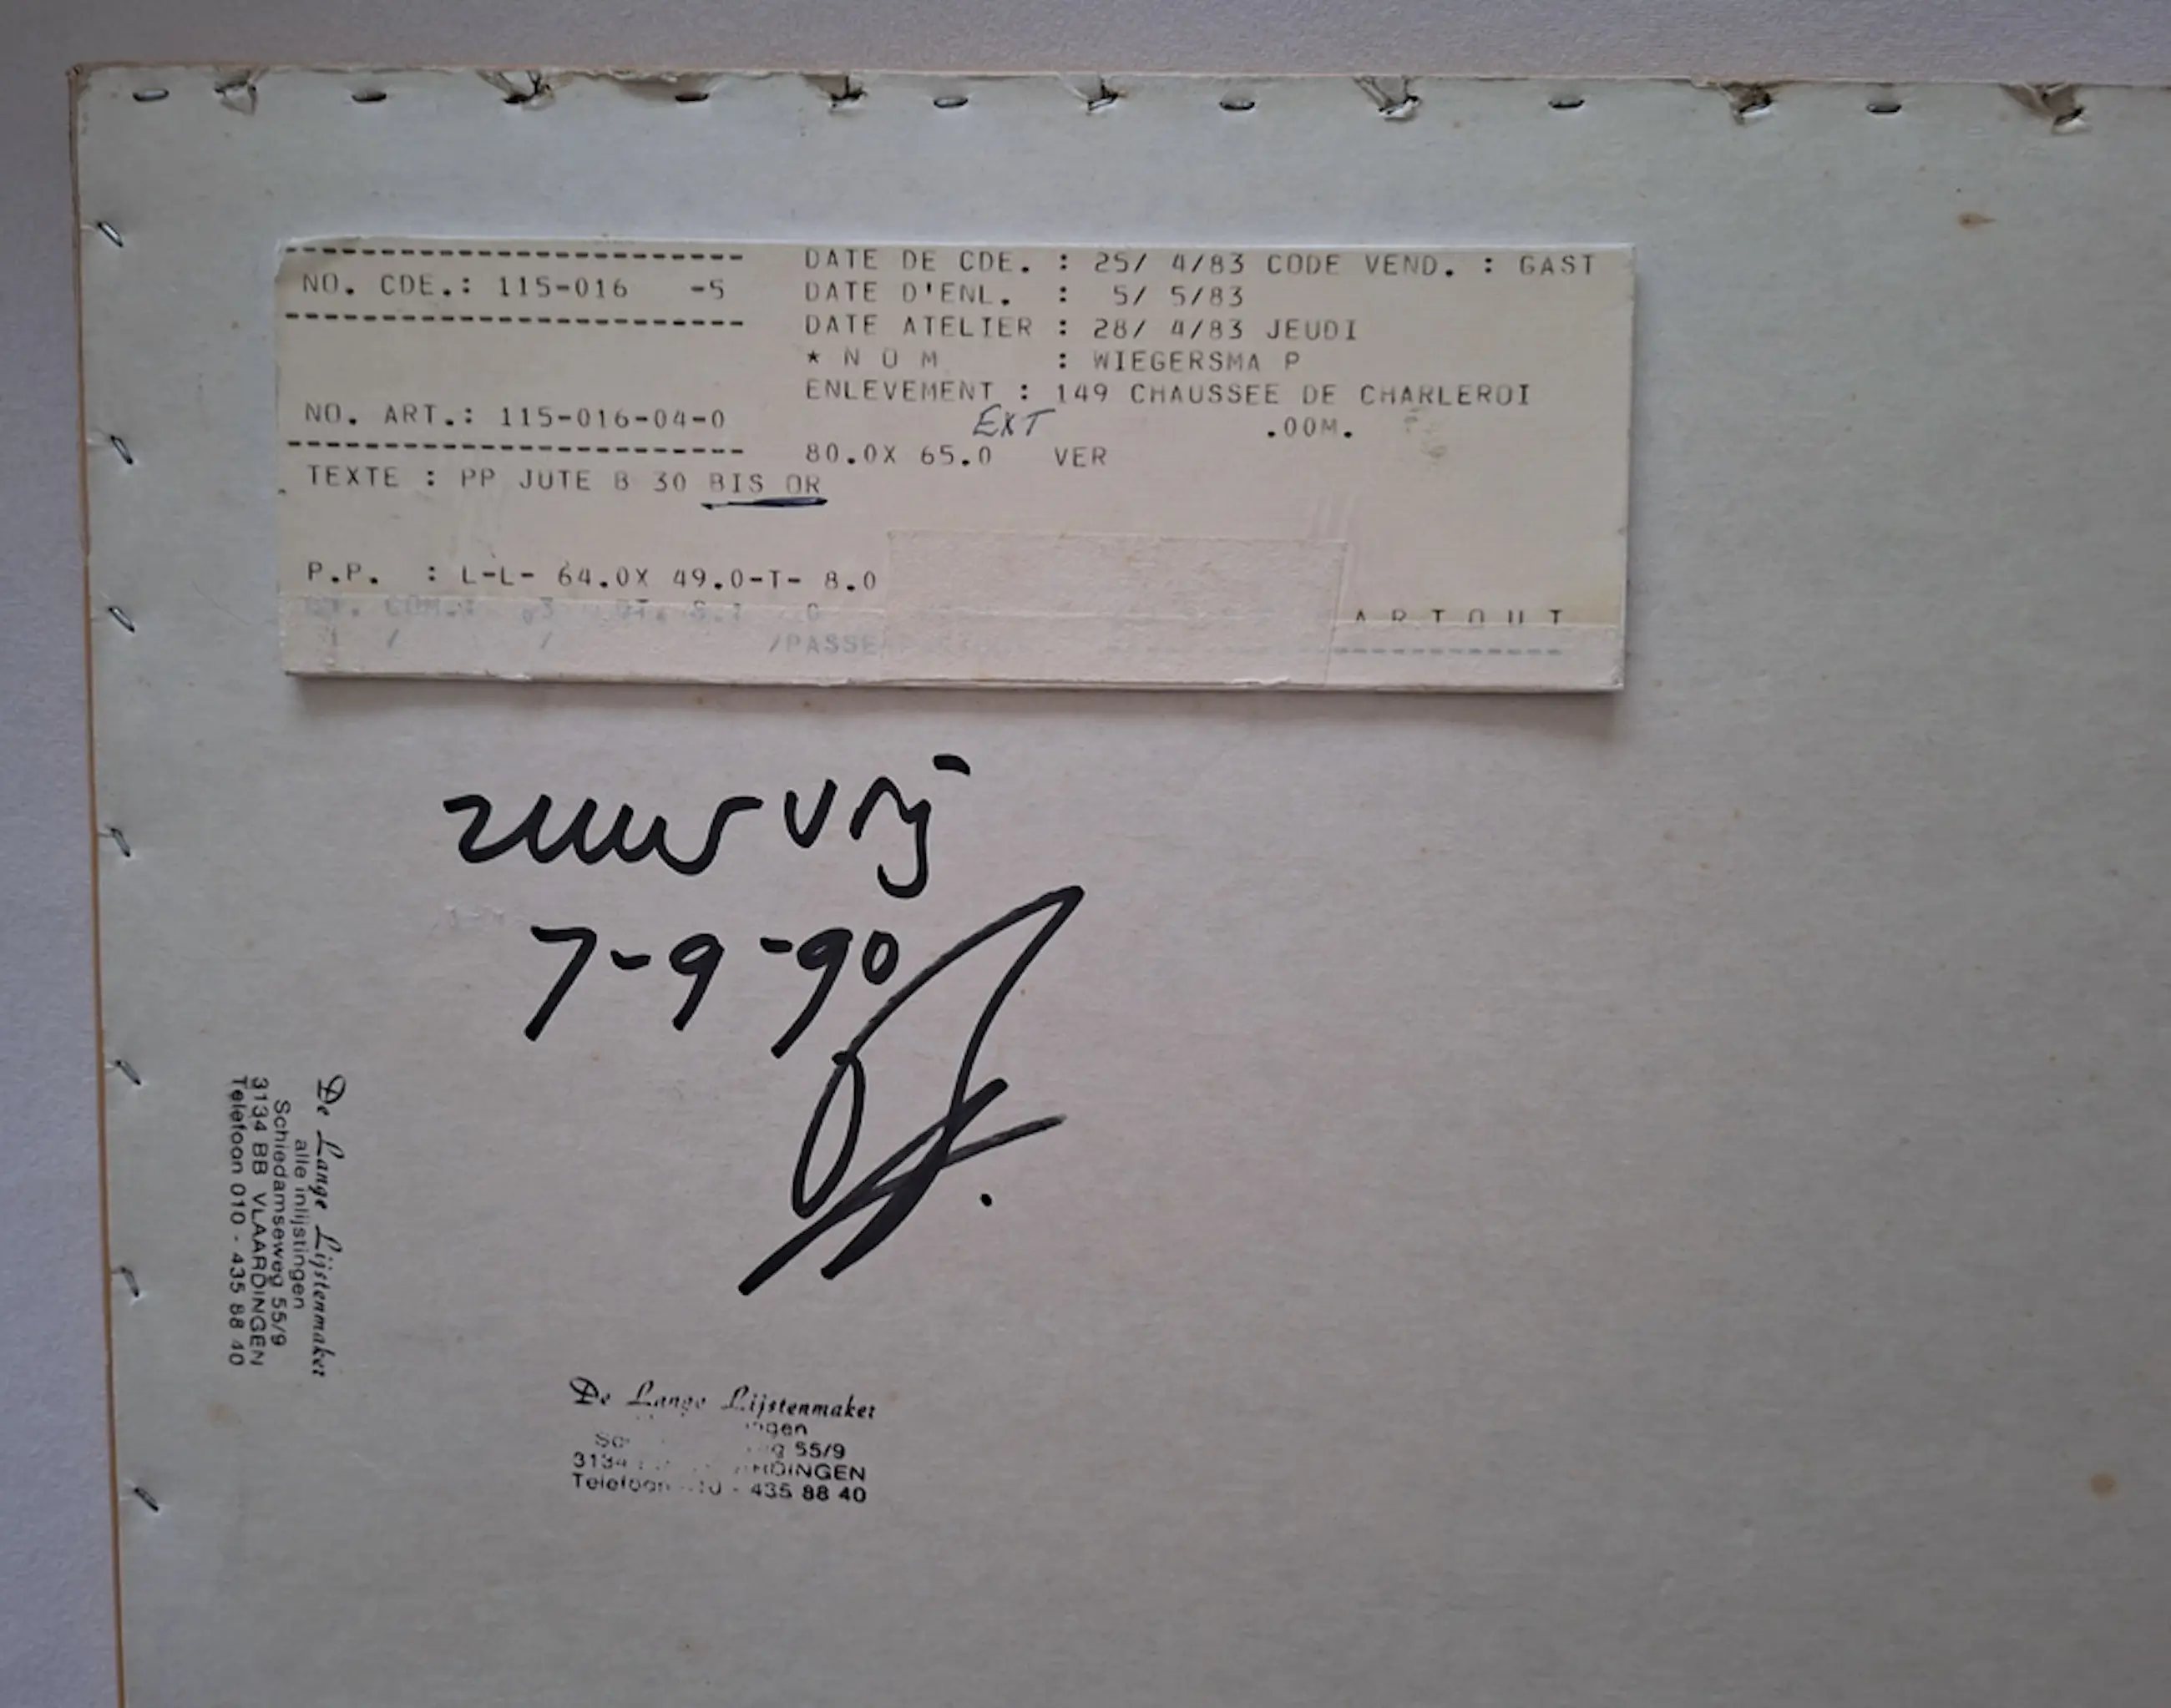 NO. CDE.: 115-016 -5
DATE DE CDE. : 25/ 4/83 CODE VEND. : GAST
DATE D'ENL. : 5/ 5/83
DATE ATELIER : 28/ 4/83 JEUDI
* N O M : WIEGERSMA P
ENLEVEMENT : 149 CHAUSSEE DE CHARLEROI
NO. ART.: 115-016-04-0
EXT
.00M.
80.0X 65.0 VER
TEXTE : PP JUTE B 30 BIS OR
P.P. : L-L- 64.0X 49.0-T- 8.0
ARTOUT
/ / /PASSE
zuurvrij
7-9-90
De Lange Lijstenmaker
alle inlijstingen
Schiedamseweg 55/9
3134 BB VLAARDINGEN
Telefoon 010 - 435 88 40
De Lange Lijstenmaker
55/9
3134
Telefoon - 435 88 40